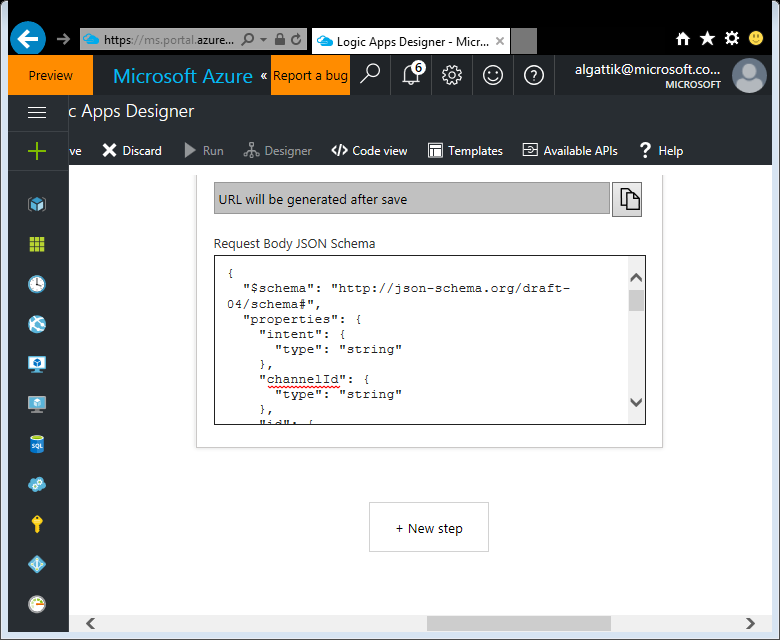 https://ms.portal.azure...
Logic Apps Designer - Micr...
Preview
Microsoft Azure «
Report a bug
6
algattik@microsoft.co...
MICROSOFT
c Apps Designer
ve
Discard
Run
Designer
Code view
Templates
Available APIs
Help
URL will be generated after save
Request Body JSON Schema
{
"$schema": "http://json-schema.org/draft-
04/schema#",
"properties": {
"intent": {
"type": "string"
},
"channelId": {
"type": "string"
},
"id": {
SQL
+ New step